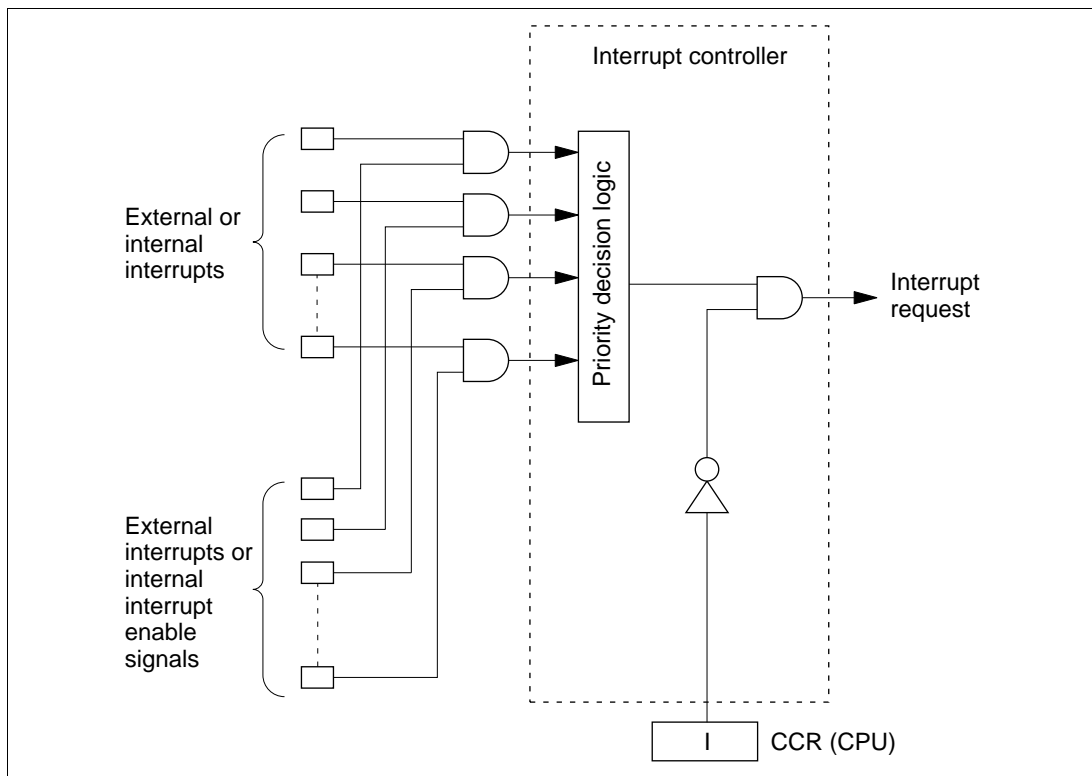 Interrupt controller
External or
internal
interrupts
Priority decision logic
Interrupt
request
External
interrupts or
internal
interrupt
enable
signals
I
CCR (CPU)